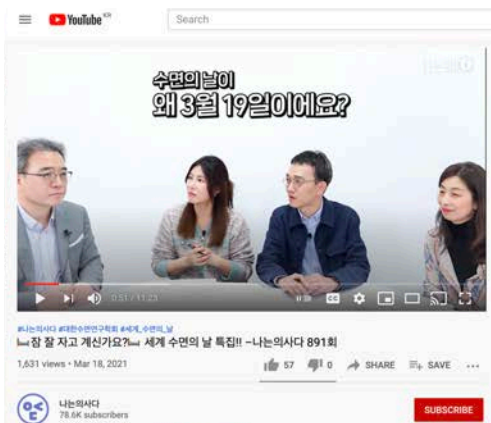 YouTube KR
Search
수면의 날이
왜 3월 19일이에요?
0:51 / 11:23
CC
#나는의사다 #대한수면연구학회 #세계_수면의_날
🛏잠 잘 자고 계신가요?🛏 세계 수면의 날 특집!! ~나는의사다 891회
1,631 views • Mar 18, 2021
57
0
SHARE
SAVE
나는의사다
78.6K subscribers
SUBSCRIBE